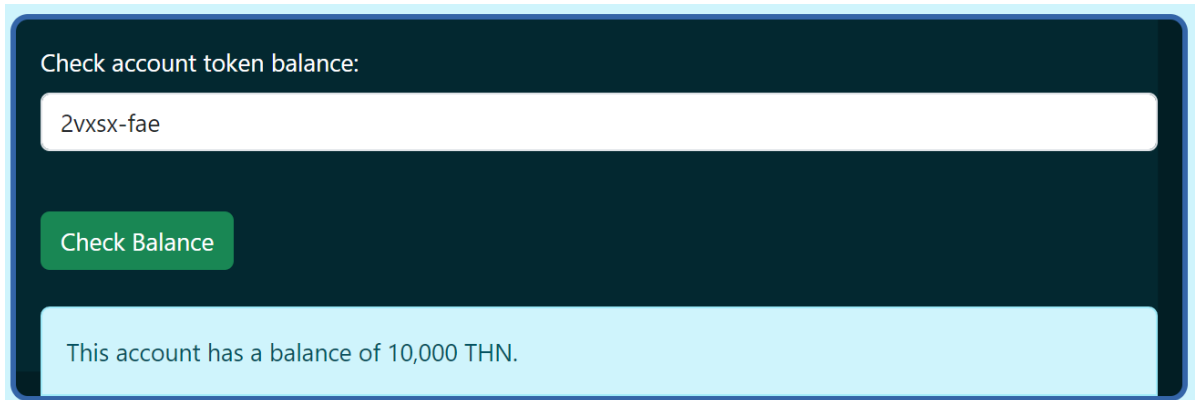 Check account token balance:
2vxsx-fae
Check Balance
This account has a balance of 10,000 THN.